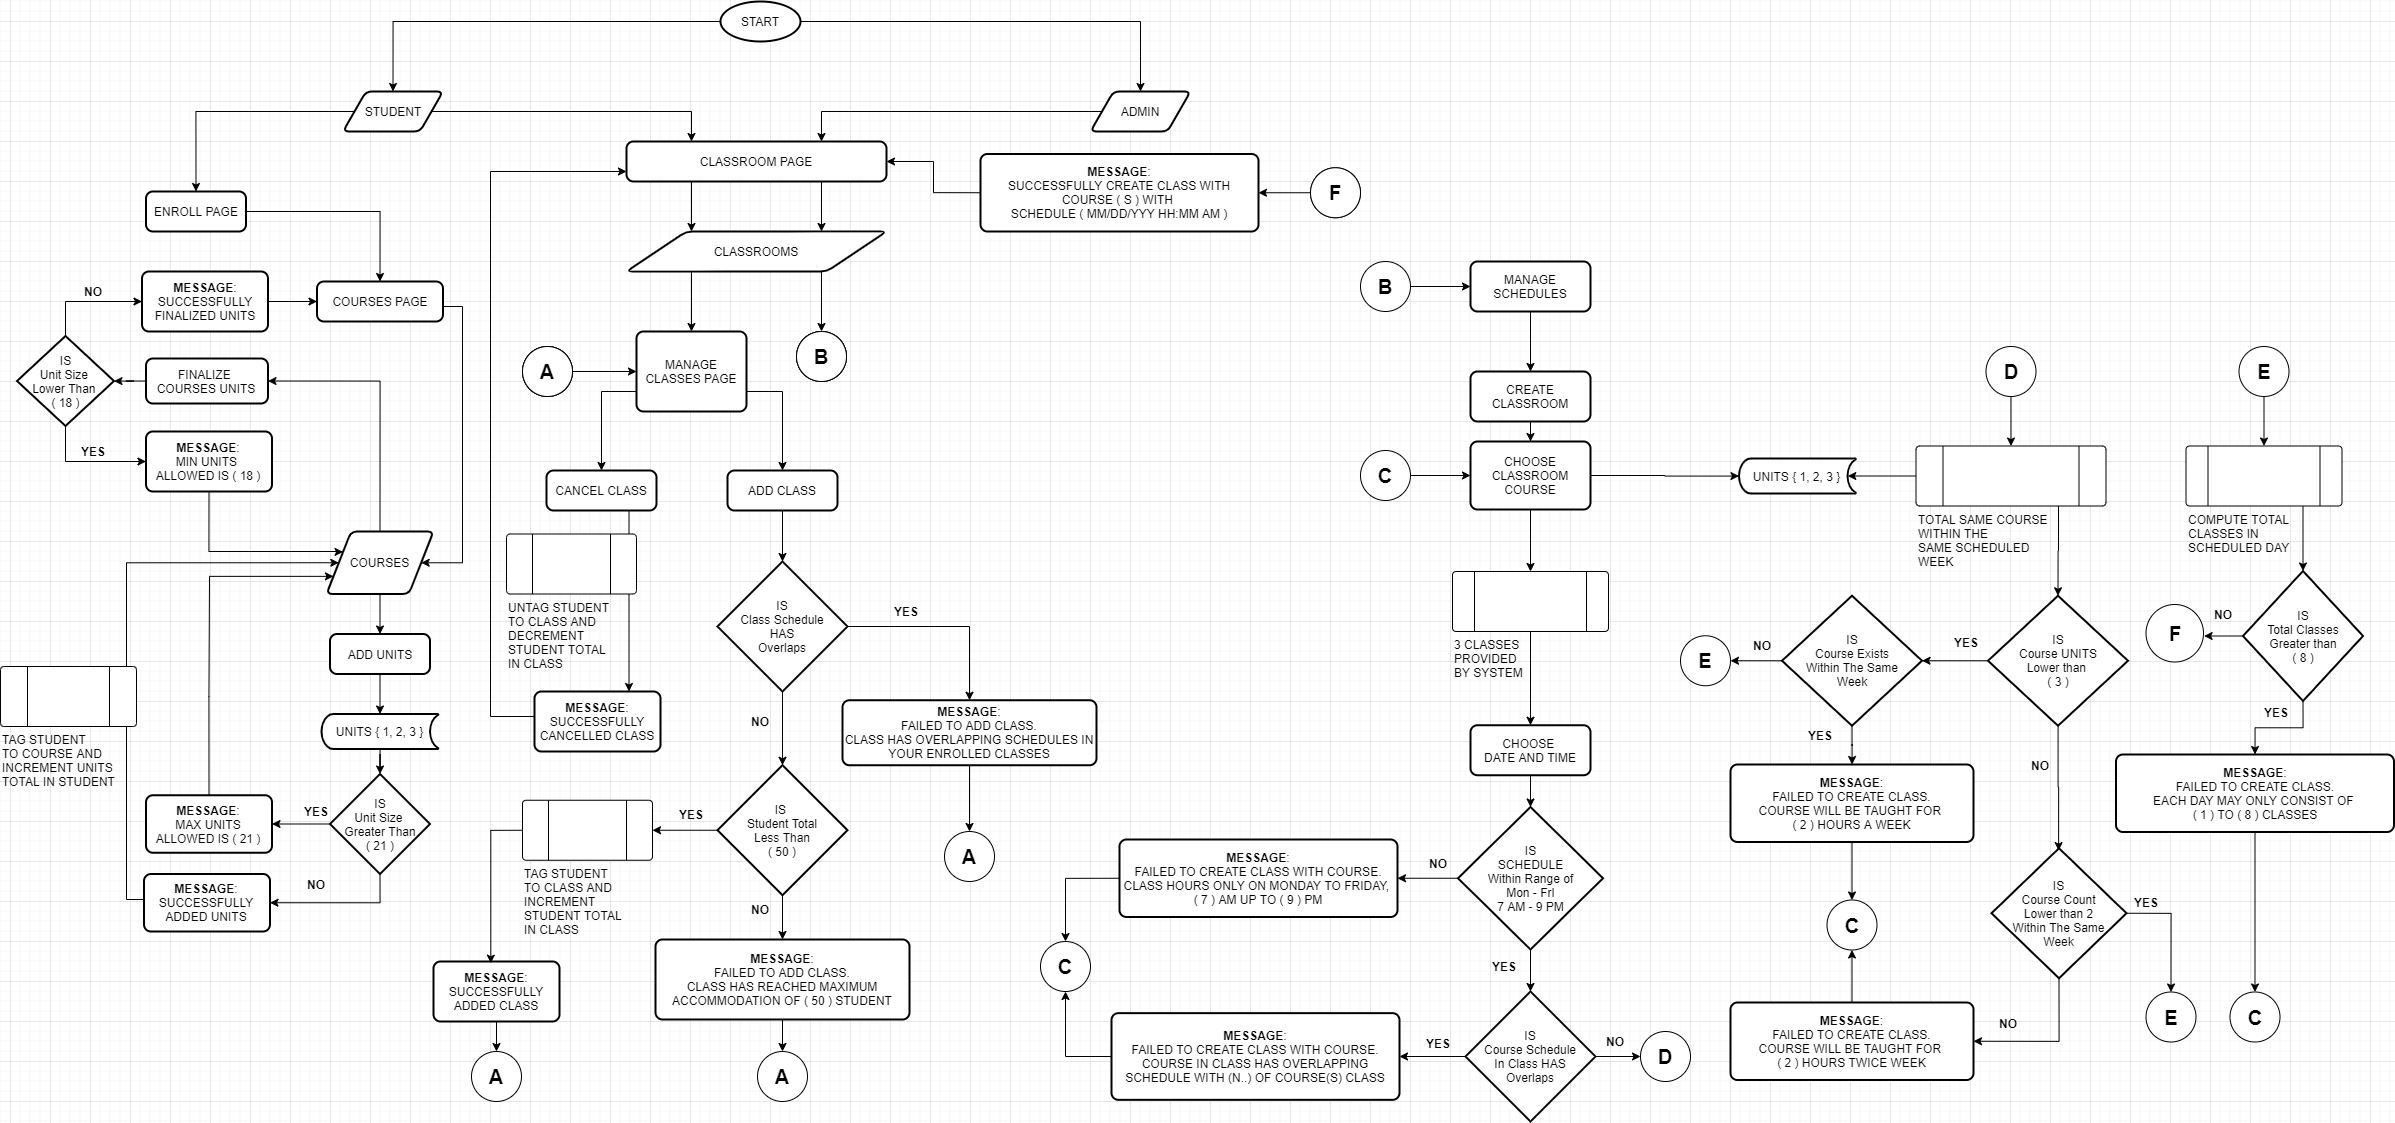 START
STUDENT
ADMIN
CLASSROOM PAGE
MESSAGE:
SUCCESSFULLY CREATE CLASS WITH
COURSE ( S ) WITH
SCHEDULE ( MM/DD/YYY HH:MM AM )
F
ENROLL PAGE
CLASSROOMS
NO
MESSAGE:
SUCCESSFULLY
FINALIZED UNITS
COURSES PAGE
B
MANAGE
SCHEDULES
IS
Unit Size
Lower Than
( 18 )
FINALIZE
COURSES UNITS
A
MANAGE
CLASSES PAGE
B
CREATE
CLASSROOM
D
E
YES
MESSAGE:
MIN UNITS
ALLOWED IS ( 18 )
CANCEL CLASS
ADD CLASS
C
CHOOSE
CLASSROOM
COURSE
UNITS { 1, 2, 3 }
TOTAL SAME COURSE
WITHIN THE
SAME SCHEDULED
WEEK
COMPUTE TOTAL
CLASSES IN
SCHEDULED DAY
COURSES
UNTAG STUDENT
TO CLASS AND
DECREMENT
STUDENT TOTAL
IN CLASS
IS
Class Schedule
HAS
Overlaps
YES
3 CLASSES
PROVIDED
BY SYSTEM
E
NO
IS
Course Exists
Within The Same
Week
YES
IS
Course UNITS
Lower than
( 3 )
F
NO
IS
Total Classes
Greater than
( 8 )
ADD UNITS
TAG STUDENT
TO COURSE AND
INCREMENT UNITS
TOTAL IN STUDENT
UNITS { 1, 2, 3 }
MESSAGE:
SUCCESSFULLY
CANCELLED CLASS
NO
MESSAGE:
FAILED TO ADD CLASS.
CLASS HAS OVERLAPPING SCHEDULES IN
YOUR ENROLLED CLASSES
CHOOSE
DATE AND TIME
YES
NO
YES
MESSAGE:
MAX UNITS
ALLOWED IS ( 21 )
YES
IS
Unit Size
Greater Than
( 21 )
YES
IS
Student Total
Less Than
( 50 )
MESSAGE:
FAILED TO CREATE CLASS.
COURSE WILL BE TAUGHT FOR
( 2 ) HOURS A WEEK
MESSAGE:
FAILED TO CREATE CLASS.
EACH DAY MAY ONLY CONSIST OF
( 1 ) TO ( 8 ) CLASSES
MESSAGE:
SUCCESSFULLY
ADDED UNITS
NO
TAG STUDENT
TO CLASS AND
INCREMENT
STUDENT TOTAL
IN CLASS
NO
A
MESSAGE:
FAILED TO CREATE CLASS WITH COURSE.
CLASS HOURS ONLY ON MONDAY TO FRIDAY,
( 7 ) AM UP TO ( 9 ) PM
NO
IS
SCHEDULE
Within Range of
Mon - FrI
7 AM - 9 PM
C
IS
Course Count
Lower than 2
Within The Same
Week
YES
MESSAGE:
SUCCESSFULLY
ADDED CLASS
MESSAGE:
FAILED TO ADD CLASS.
CLASS HAS REACHED MAXIMUM
ACCOMMODATION OF ( 50 ) STUDENT
C
YES
A
A
MESSAGE:
FAILED TO CREATE CLASS WITH COURSE.
COURSE IN CLASS HAS OVERLAPPING
SCHEDULE WITH (N..) OF COURSE(S) CLASS
YES
IS
Course Schedule
In Class HAS
Overlaps
NO
D
MESSAGE:
FAILED TO CREATE CLASS.
COURSE WILL BE TAUGHT FOR
( 2 ) HOURS TWICE WEEK
NO
E
C